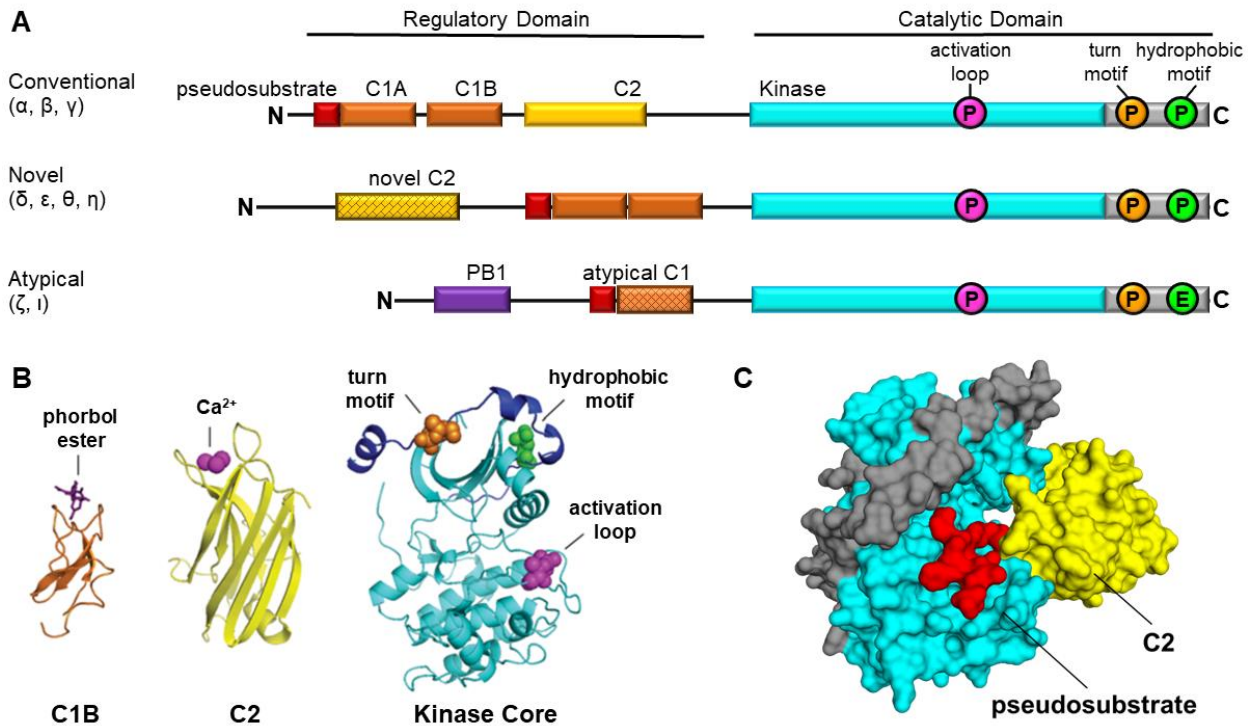 A
Regulatory Domain
Catalytic Domain
Conventional
(α, β, γ)
pseudosubstrate
C1A
C1B
C2
Kinase
activation
loop
turn
motif
hydrophobic
motif
N
P
P
P
C
Novel
(δ, ε, θ, η)
novel C2
N
P
P
P
C
Atypical
(ζ, ι)
PB1
atypical C1
N
P
P
E
C
B
phorbol
ester
Ca²⁺
turn
motif
hydrophobic
motif
activation
loop
C1B
C2
Kinase Core
C
C2
pseudosubstrate